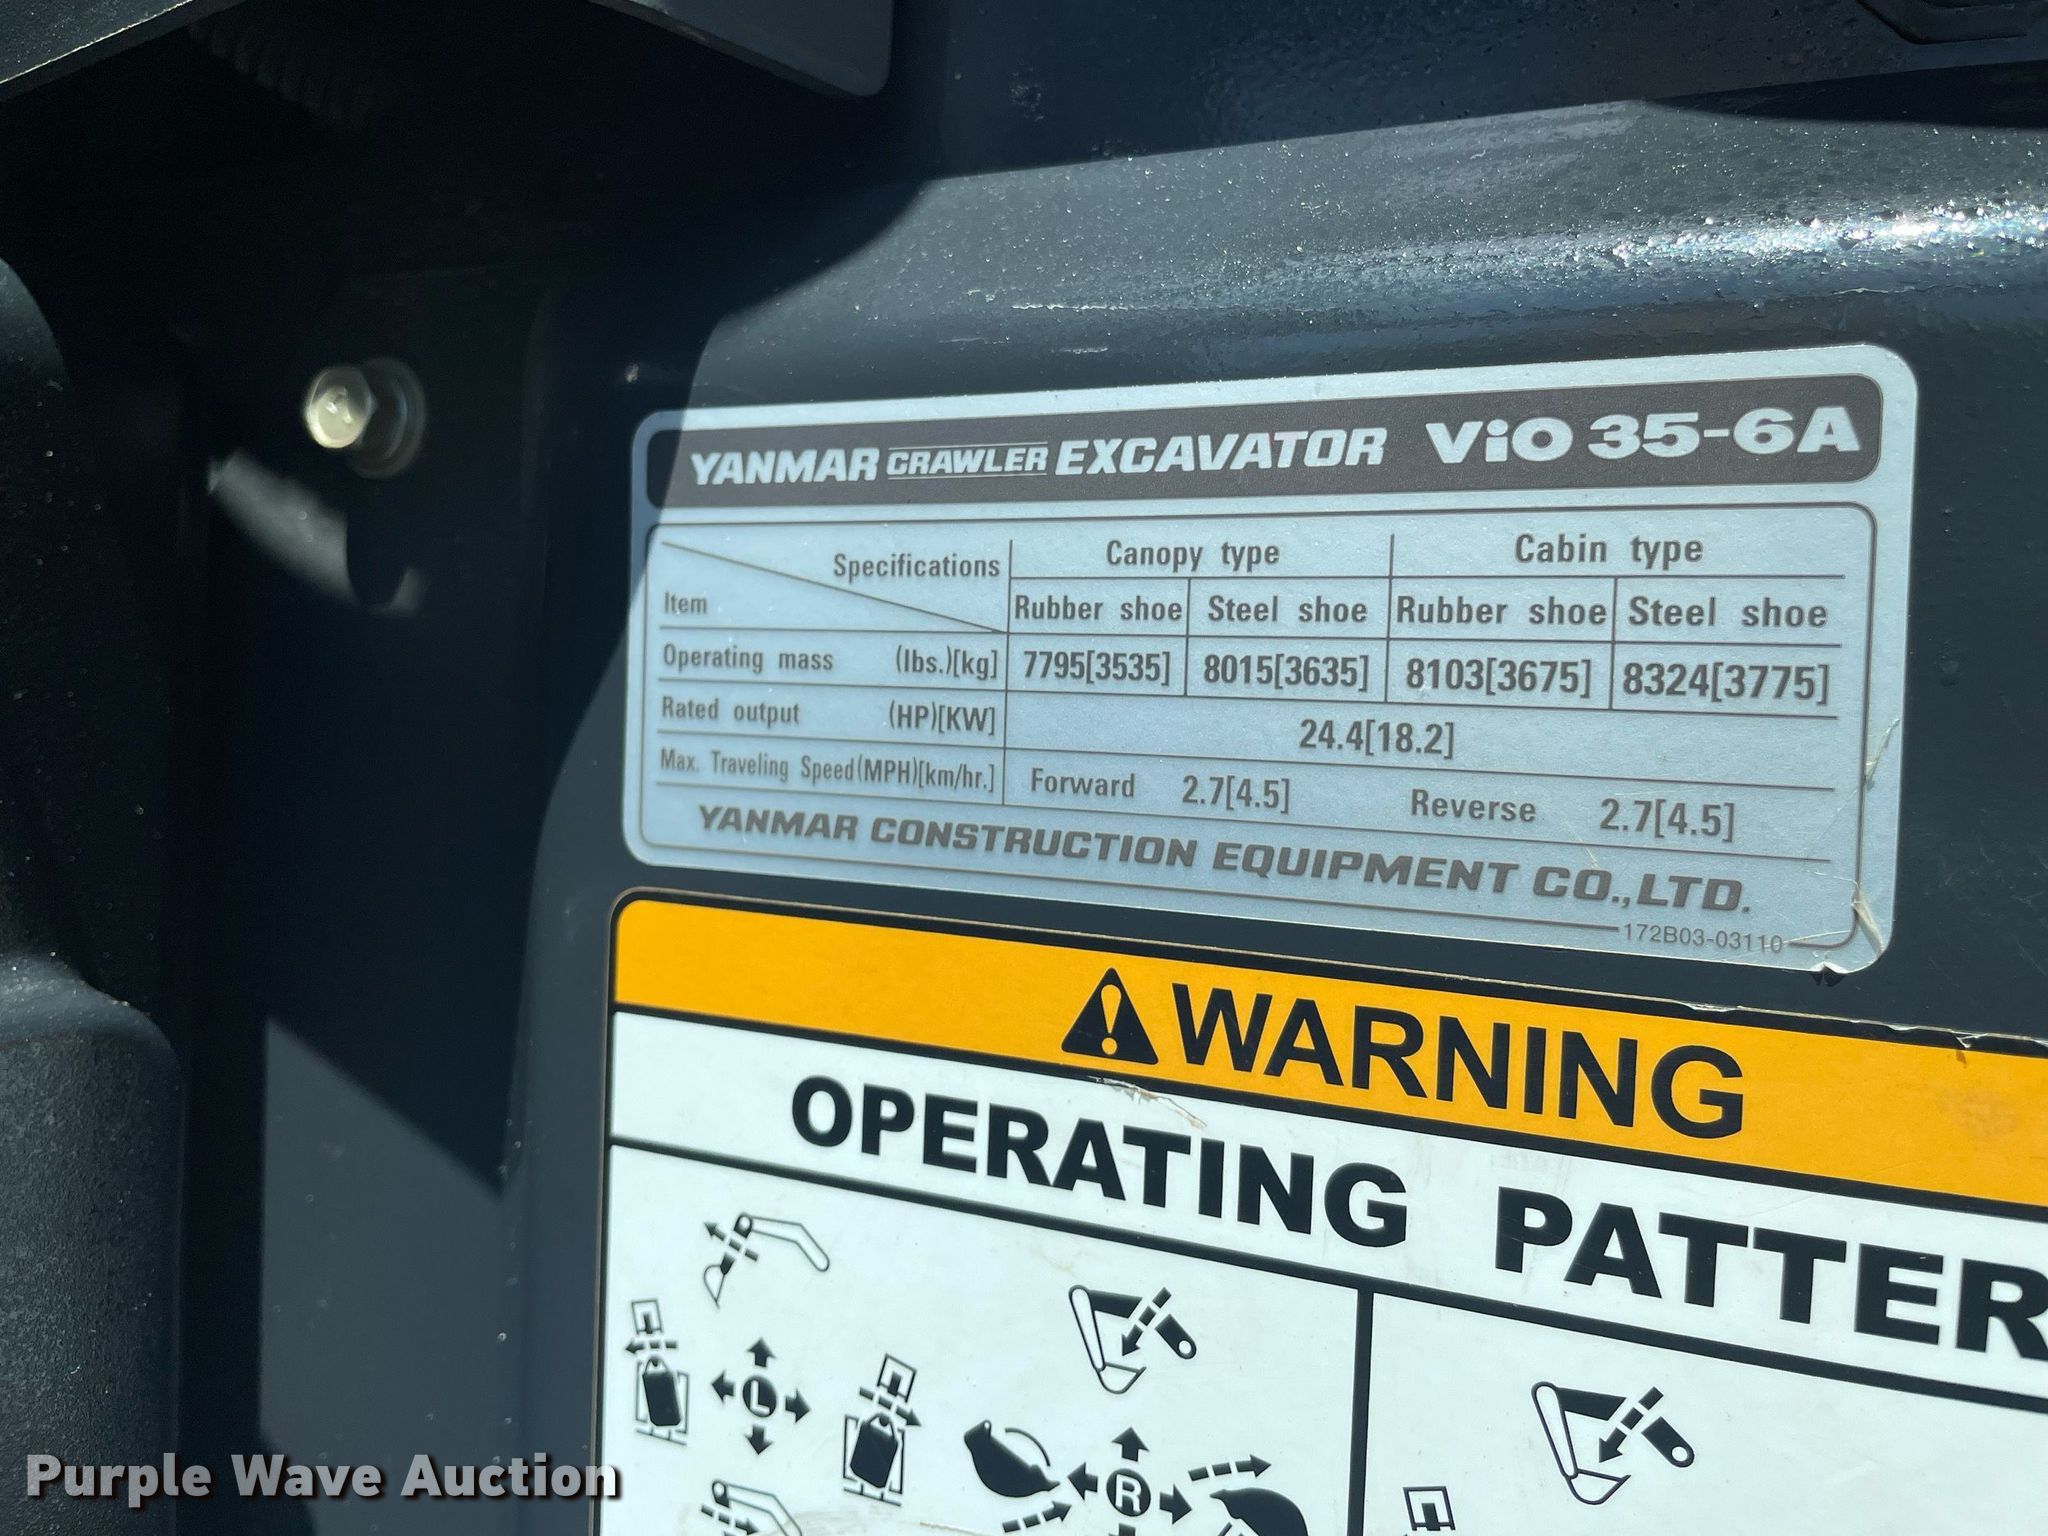 YANMAR CRAWLER EXCAVATOR ViO 35-6A
Specifications Canopy type Cabin type
Item Rubber shoe Steel shoe Rubber shoe Steel shoe
Operating mass (lbs.)[kg] 7795[3535] 8015[3635] 8103[3675] 8324[3775]
Rated output (HP)[KW] 24.4[18.2]
Max. Traveling Speed(MPH)[km/hr.] Forward 2.7[4.5] Reverse 2.7[4.5]
YANMAR CONSTRUCTION EQUIPMENT CO.,LTD.
172B03-03110
WARNING
OPERATING PATTER
L
R
Purple Wave Auction